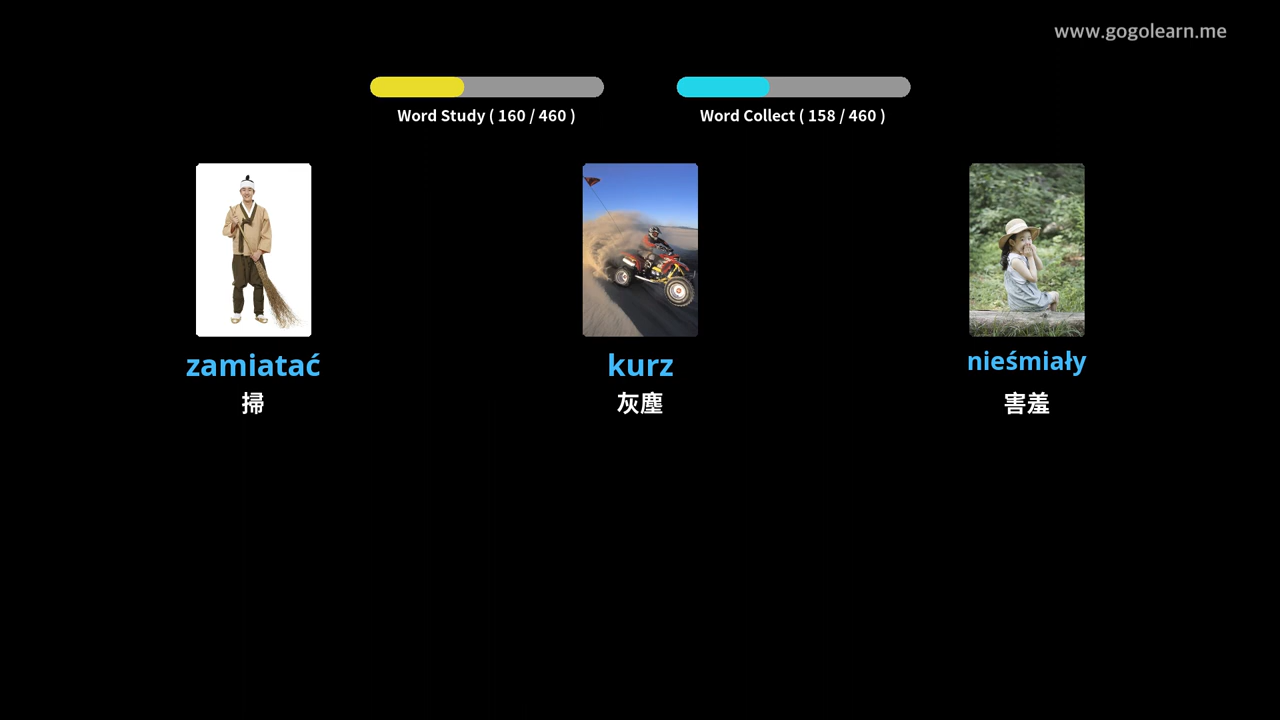 www.gogolearn.me
Word Study ( 160 / 460 )
Word Collect ( 158 / 460 )
zamiatać
kurz
nieśmiały
掃
灰塵
害羞